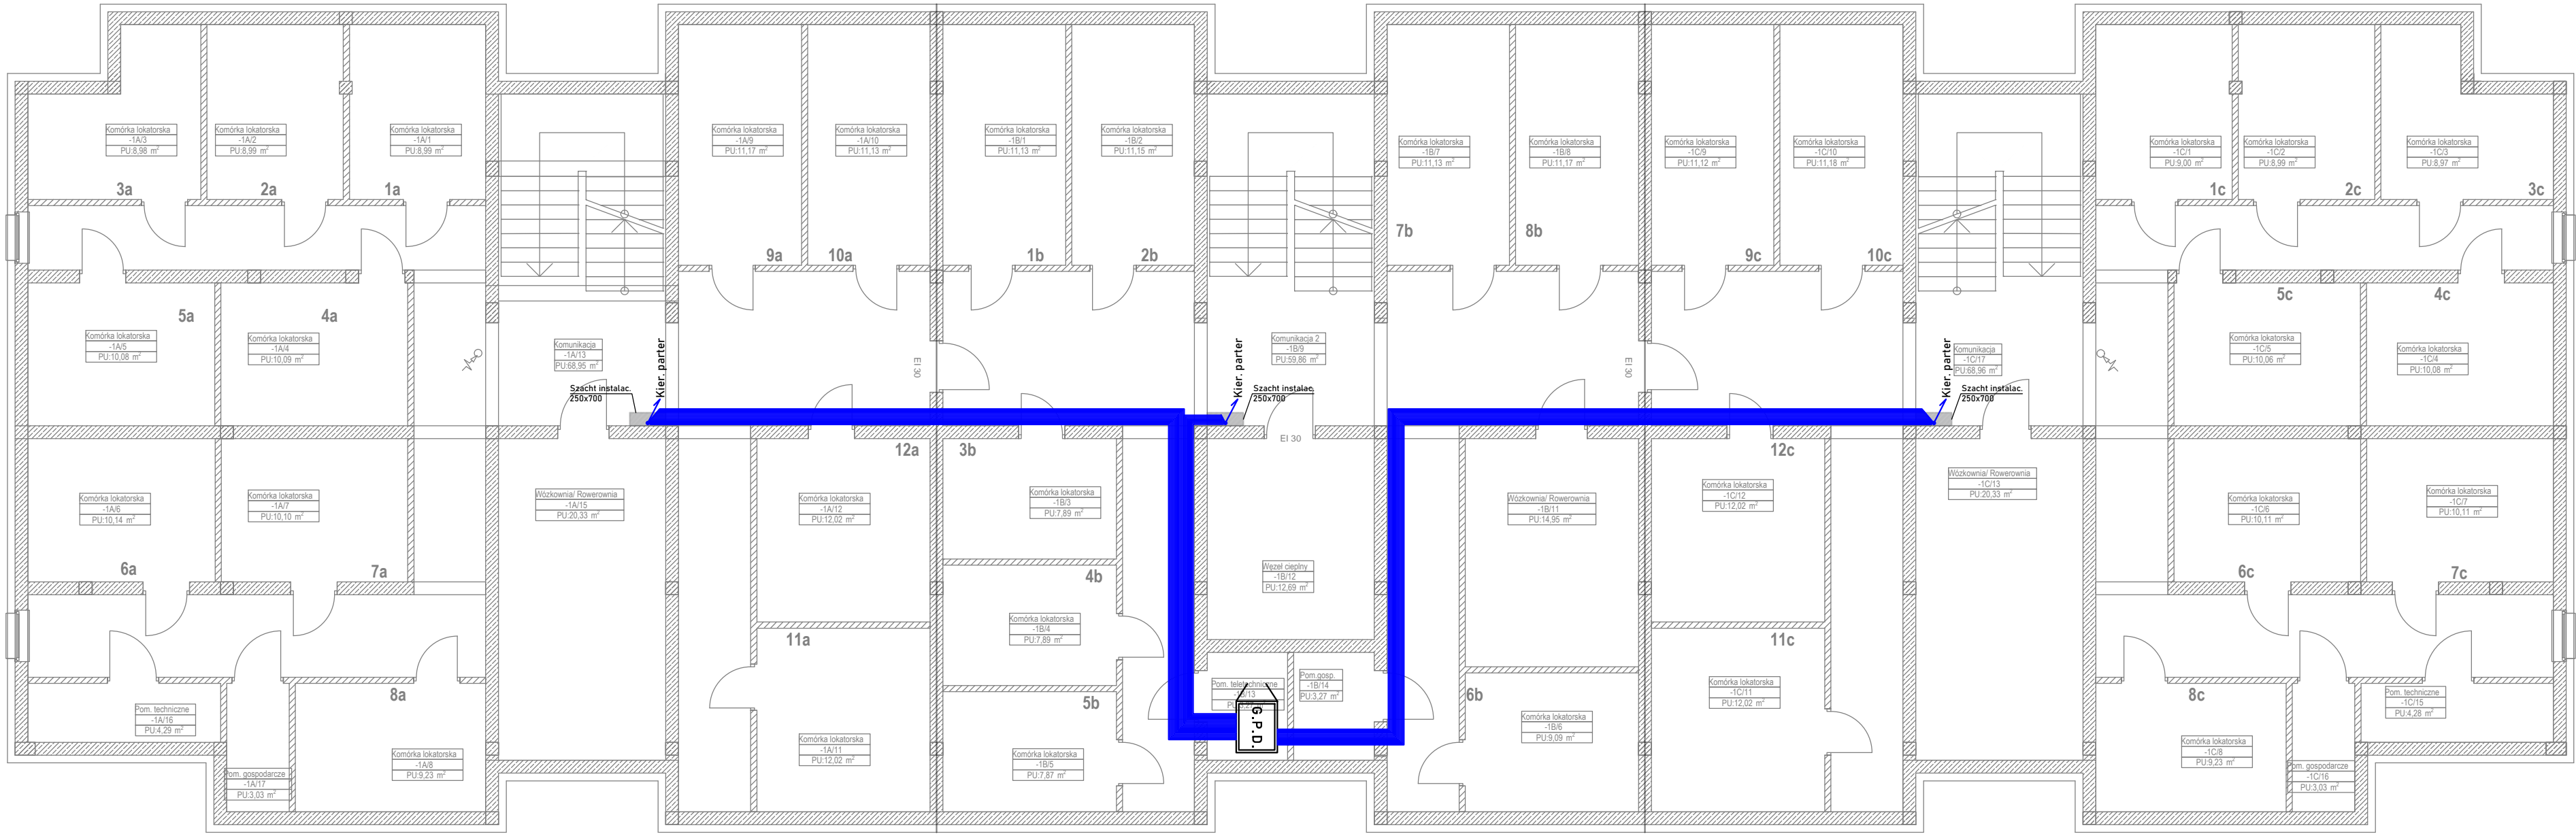 Komórka lokatorska
-1A/3
PU:8,98 m²
Komórka lokatorska
-1A/2
PU:8,99 m²
Komórka lokatorska
-1A/1
PU:8,99 m²
3a
2a
1a
Komórka lokatorska
-1A/9
PU:11,17 m²
Komórka lokatorska
-1A/10
PU:11,13 m²
Komórka lokatorska
-1B/1
PU:11,13 m²
Komórka lokatorska
-1B/2
PU:11,15 m²
9a
10a
1b
2b
Komórka lokatorska
-1B/7
PU:11,13 m²
Komórka lokatorska
-1B/8
PU:11,17 m²
Komórka lokatorska
-1C/9
PU:11,12 m²
Komórka lokatorska
-1C/10
PU:11,18 m²
7b
8b
9c
10c
Komórka lokatorska
-1C/1
PU:9,00 m²
Komórka lokatorska
-1C/2
PU:8,99 m²
Komórka lokatorska
-1C/3
PU:8,97 m²
1c
2c
3c
5a
4a
Komórka lokatorska
-1A/5
PU:10,08 m²
Komórka lokatorska
-1A/4
PU:10,09 m²
Komunikacja
-1A/13
PU:68,95 m²
Szacht instalac.
250x700
Kier. parter
EI 30
Komunikacja 2
-1B/9
PU:59,86 m²
Kier. parter
Szacht instalac.
250x700
EI 30
EI 30
Komunikacja
-1C/17
PU:68,96 m²
Kier. parter
Szacht instalac.
250x700
5c
4c
Komórka lokatorska
-1C/5
PU:10,06 m²
Komórka lokatorska
-1C/4
PU:10,08 m²
12a
3b
12c
Komórka lokatorska
-1A/6
PU:10,14 m²
Komórka lokatorska
-1A/7
PU:10,10 m²
Wózkownia/ Rowerownia
-1A/15
PU:20,33 m²
Komórka lokatorska
-1A/12
PU:12,02 m²
Komórka lokatorska
-1B/3
PU:7,89 m²
Wózkownia/ Rowerownia
-1B/11
PU:14,95 m²
Komórka lokatorska
-1C/12
PU:12,02 m²
Wózkownia/ Rowerownia
-1C/13
PU:20,33 m²
Komórka lokatorska
-1C/6
PU:10,11 m²
Komórka lokatorska
-1C/7
PU:10,11 m²
6a
7a
4b
Węzeł cieplny
-1B/12
PU:12,69 m²
6c
7c
Komórka lokatorska
-1B/4
PU:7,89 m²
11a
11c
8a
5b
6b
8c
Pom. techniczne
-1A/16
PU:4,29 m²
Pom. teletechniczne
-1B/13
Pom.gosp.
-1B/14
PU:3,27 m²
G.P.D.
Komórka lokatorska
-1C/11
PU:12,02 m²
Pom. techniczne
-1C/15
PU:4,28 m²
Pom. gospodarcze
-1A/17
PU:3,03 m²
Komórka lokatorska
-1A/8
PU:9,23 m²
Komórka lokatorska
-1A/11
PU:12,02 m²
Komórka lokatorska
-1B/5
PU:7,87 m²
Komórka lokatorska
-1B/6
PU:9,09 m²
Komórka lokatorska
-1C/8
PU:9,23 m²
Pom. gospodarcze
-1C/16
PU:3,03 m²